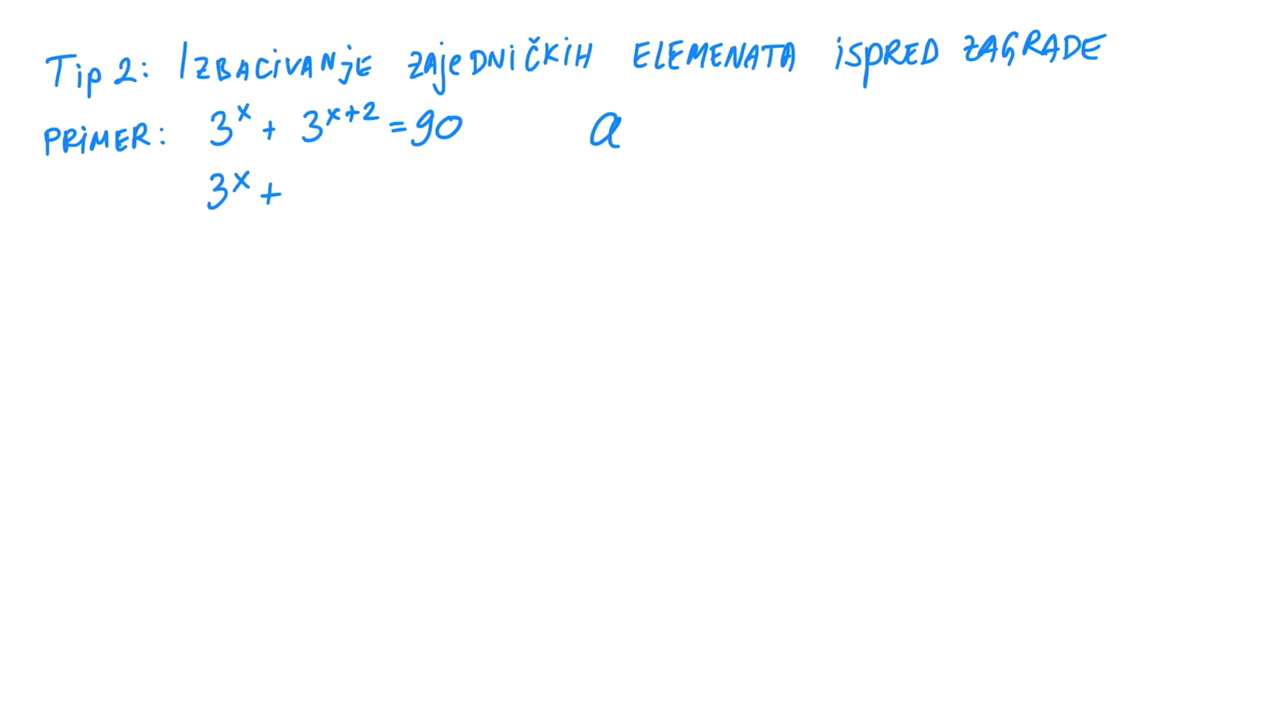 Tip 2: IZBACIVANJE ZAJEDNIČKIH ELEMENATA ISPRED ZAGRADE
PRIMER: 3^x + 3^{x+2} = 90 a
3^x +